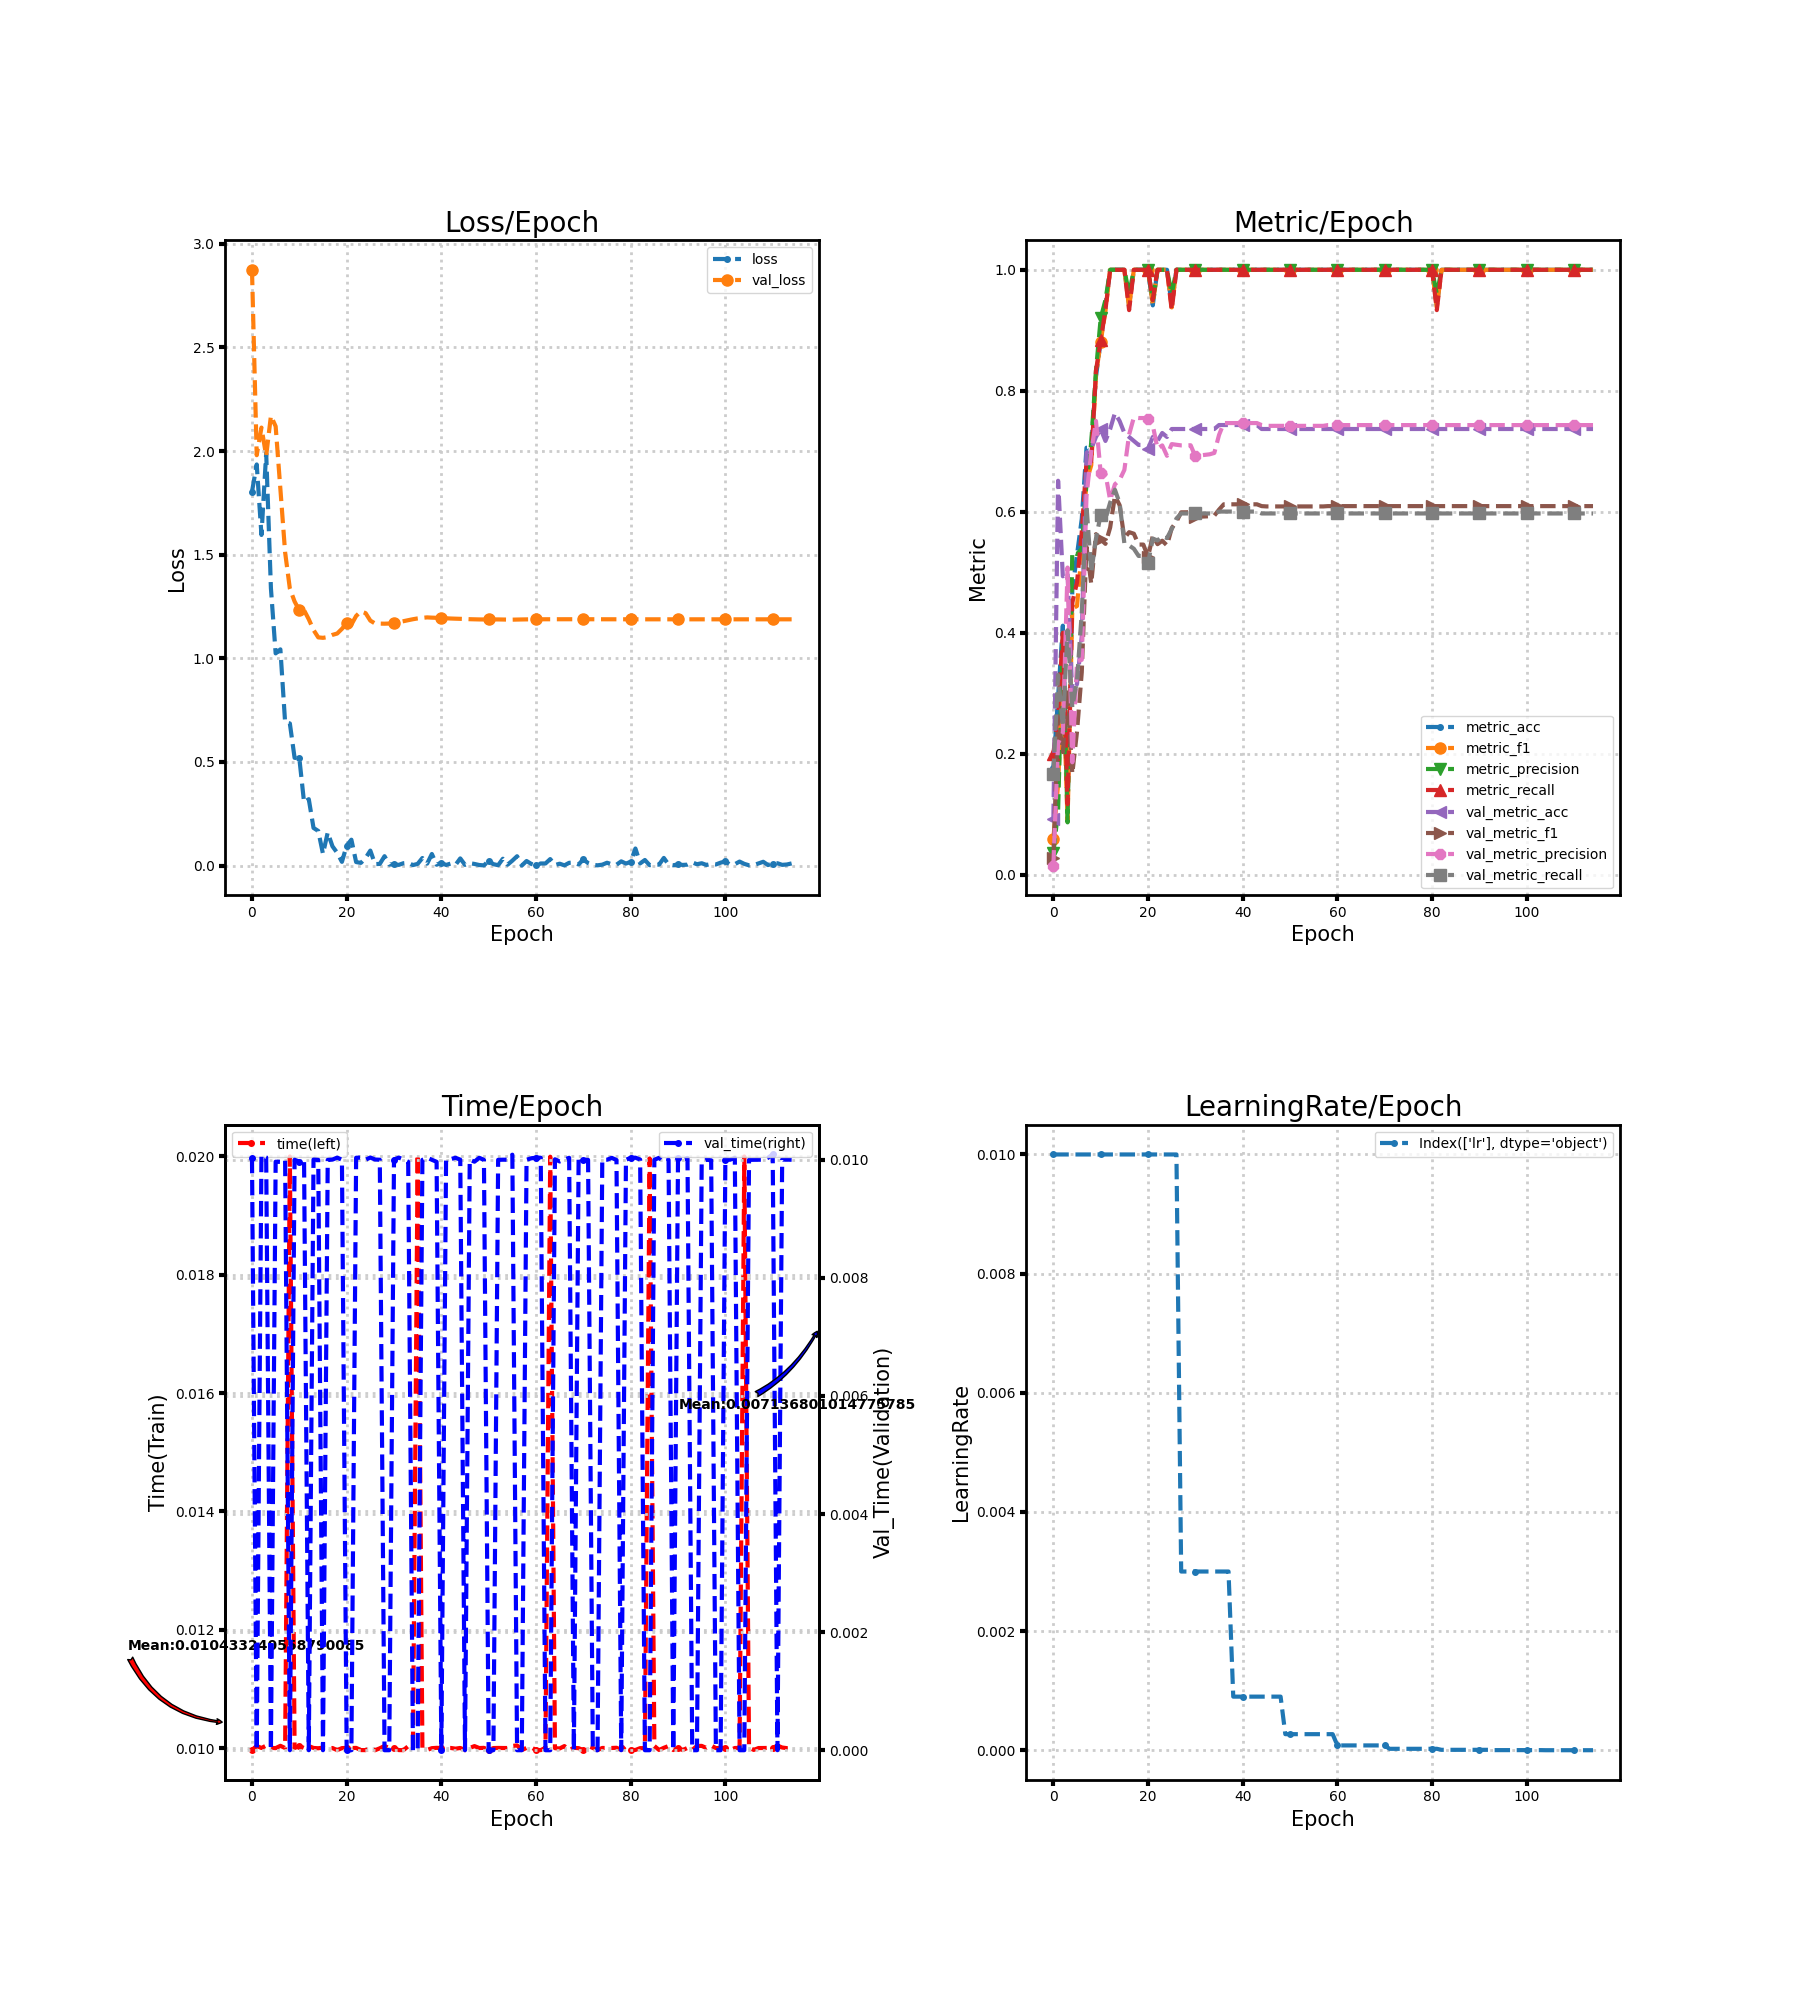 Loss/Epoch
3.0
2.5
2.0
1.5
1.0
0.5
0.0
Loss
loss
val_loss
0 20 40 60 80 100
Epoch
Metric/Epoch
1.0
0.8
0.6
0.4
0.2
0.0
Metric
metric_acc
metric_f1
metric_precision
metric_recall
val_metric_acc
val_metric_f1
val_metric_precision
val_metric_recall
0 20 40 60 80 100
Epoch
Time/Epoch
time(left)
val_time(right)
0.020
0.018
0.016
0.014
0.012
0.010
Time(Train)
0.010
0.008
0.006
0.004
0.002
0.000
Val_Time(Validation)
0 20 40 60 80 100
Epoch
LearningRate/Epoch
Index(['lr'], dtype='object')
0.010
0.008
0.006
0.004
0.002
0.000
LearningRate
0 20 40 60 80 100
Epoch